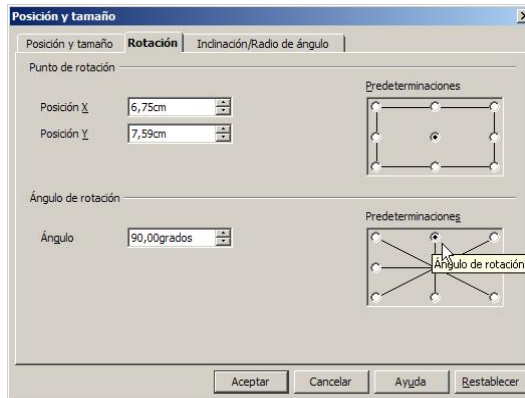 Posición y tamaño
Posición y tamaño Rotación Inclinación/Radio de ángulo
Punto de rotación
Predeterminaciones
Posición X 6,75cm
Posición Y 7,59cm
Ángulo de rotación
Predeterminaciones
Ángulo 90,00grados
Ángulo de rotación
Aceptar Cancelar Ayuda Restablecer